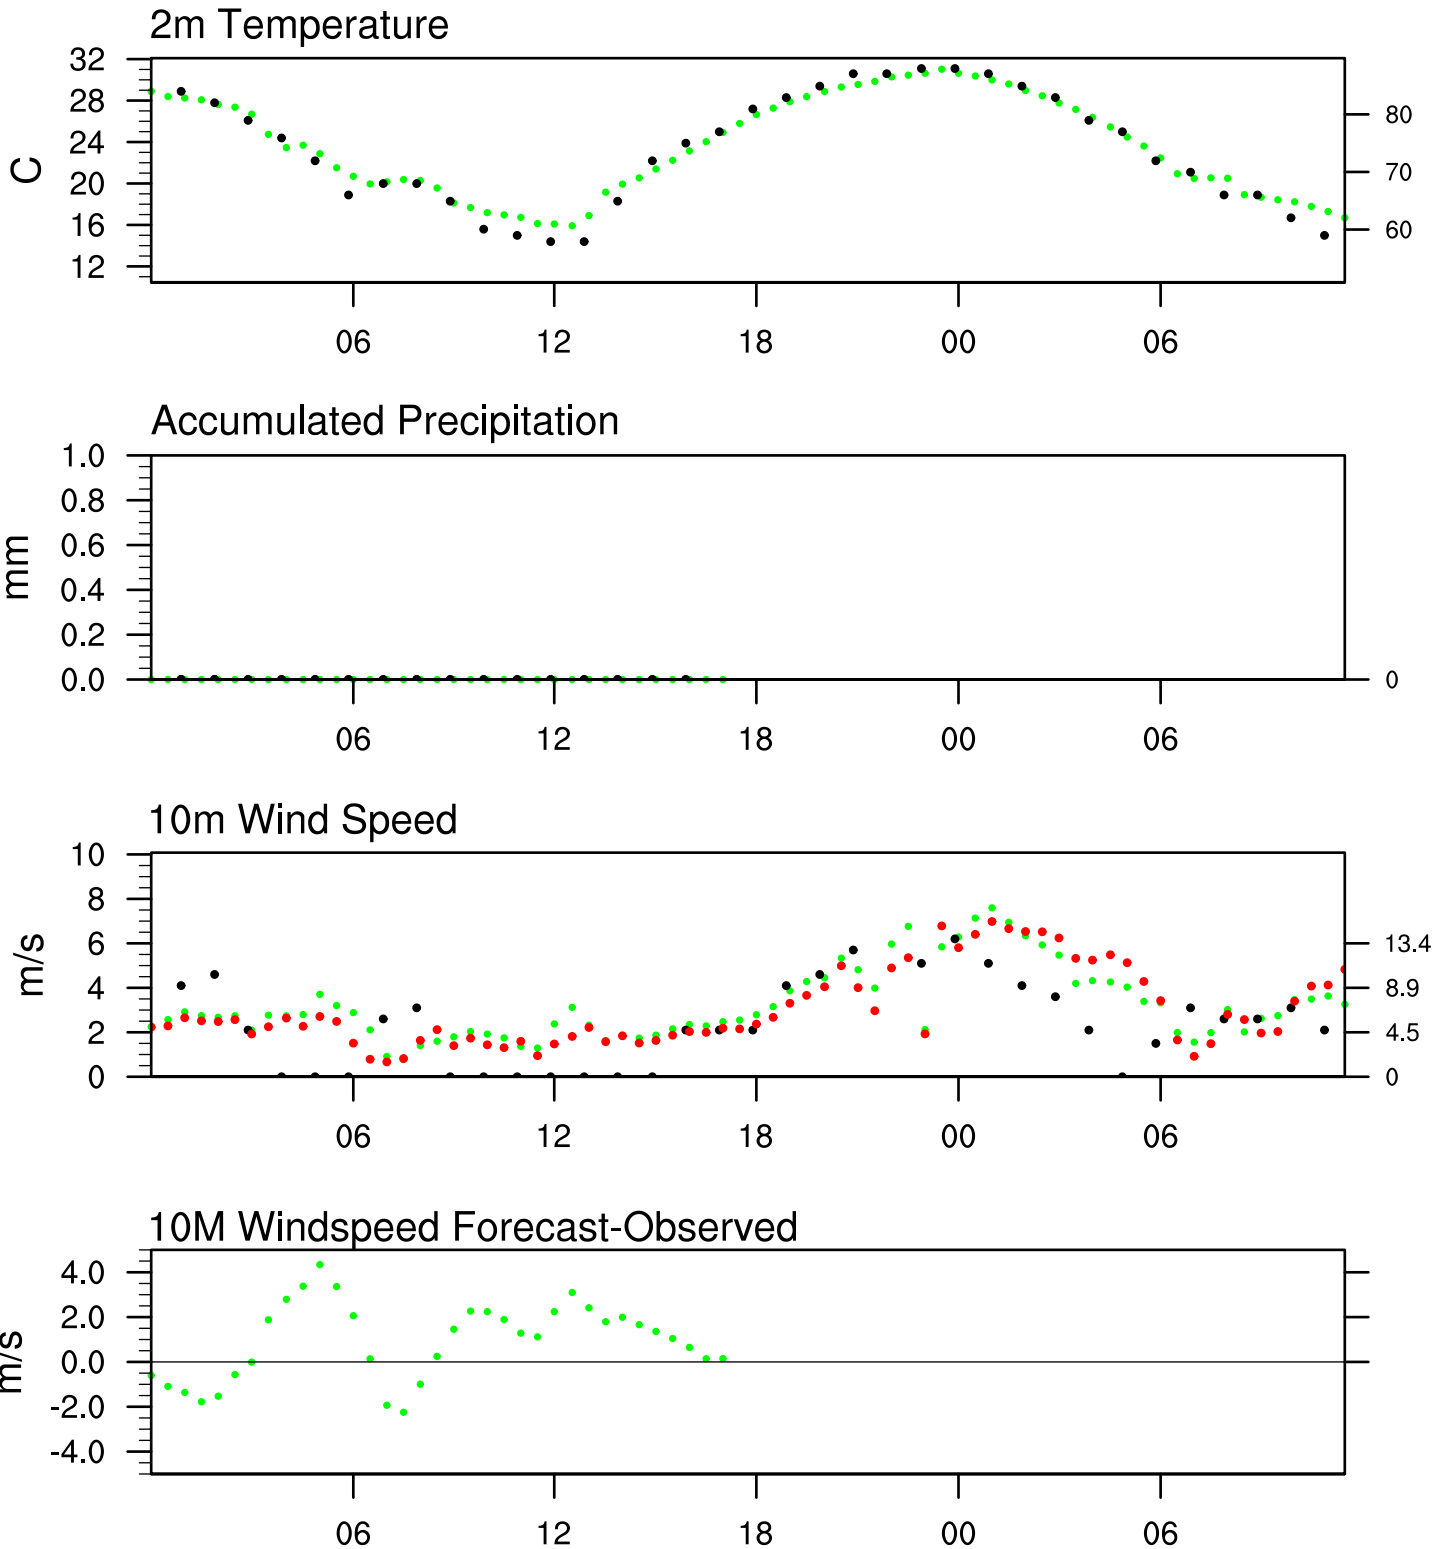 2m Temperature
32
28
24
20
16
12
C
80
70
60
06 12 18 00 06
Accumulated Precipitation
1.0
0.8
0.6
0.4
0.2
0.0
mm
0
06 12 18 00 06
10m Wind Speed
10
8
6
4
2
0
m/s
13.4
8.9
4.5
0
06 12 18 00 06
10M Windspeed Forecast-Observed
4.0
2.0
0.0
-2.0
-4.0
m/s
06 12 18 00 06